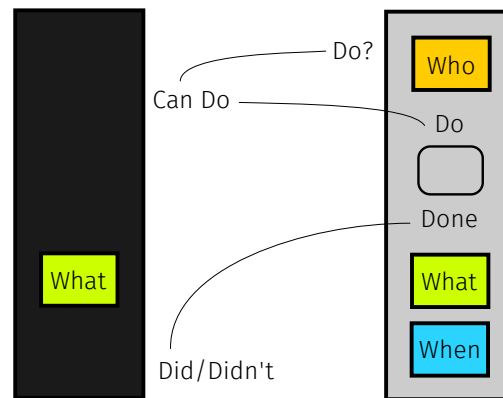 Do?
Who
Can Do
Do
Done
What
What
When
Did/Didn't